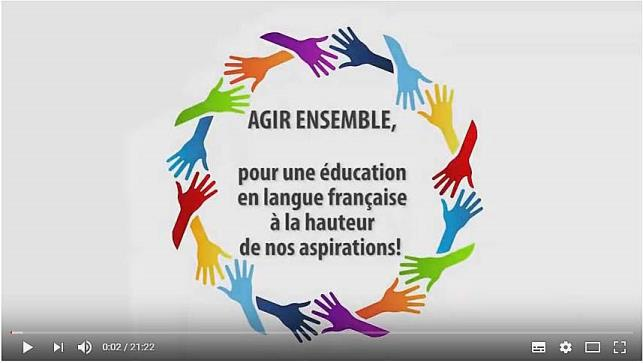 AGIR ENSEMBLE,
pour une éducation
en langue française
à la hauteur
de nos aspirations!
0:02 / 21:22